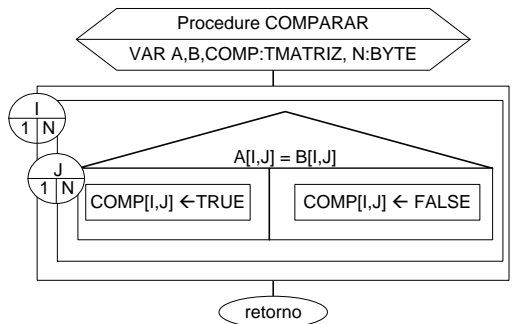 Procedure COMPARAR
VAR A,B,COMP:TMATRIZ, N:BYTE
I
1 N
J
1 N
A[I,J] = B[I,J]
COMP[I,J] ←TRUE
COMP[I,J] ← FALSE
retorno